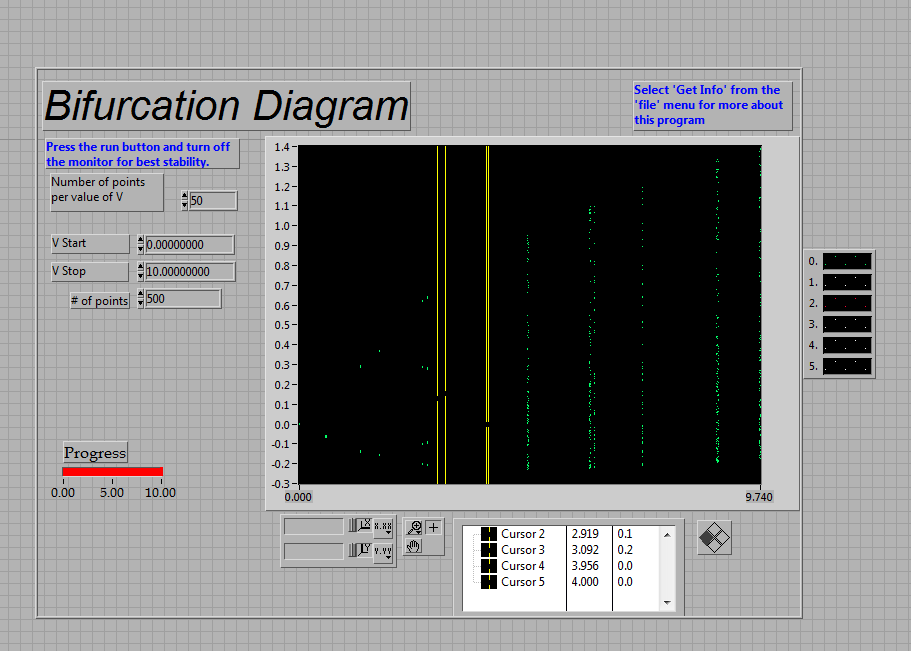 Bifurcation Diagram
Select 'Get Info' from the
'file' menu for more about
this program
Press the run button and turn off
the monitor for best stability.
Number of points
per value of V
50
V Start
0.00000000
V Stop
10.00000000
# of points
500
1.4
1.3
1.2
1.1
1.0
0.9
0.8
0.7
0.6
0.5
0.4
0.3
0.2
0.1
0.0
-0.1
-0.2
-0.3
0.000
9.740
0.
1.
2.
3.
4.
5.
Progress
0.00 5.00 10.00
X X.XX
Y Y.YY
Cursor 2 2.919 0.1
Cursor 3 3.092 0.2
Cursor 4 3.956 0.0
Cursor 5 4.000 0.0